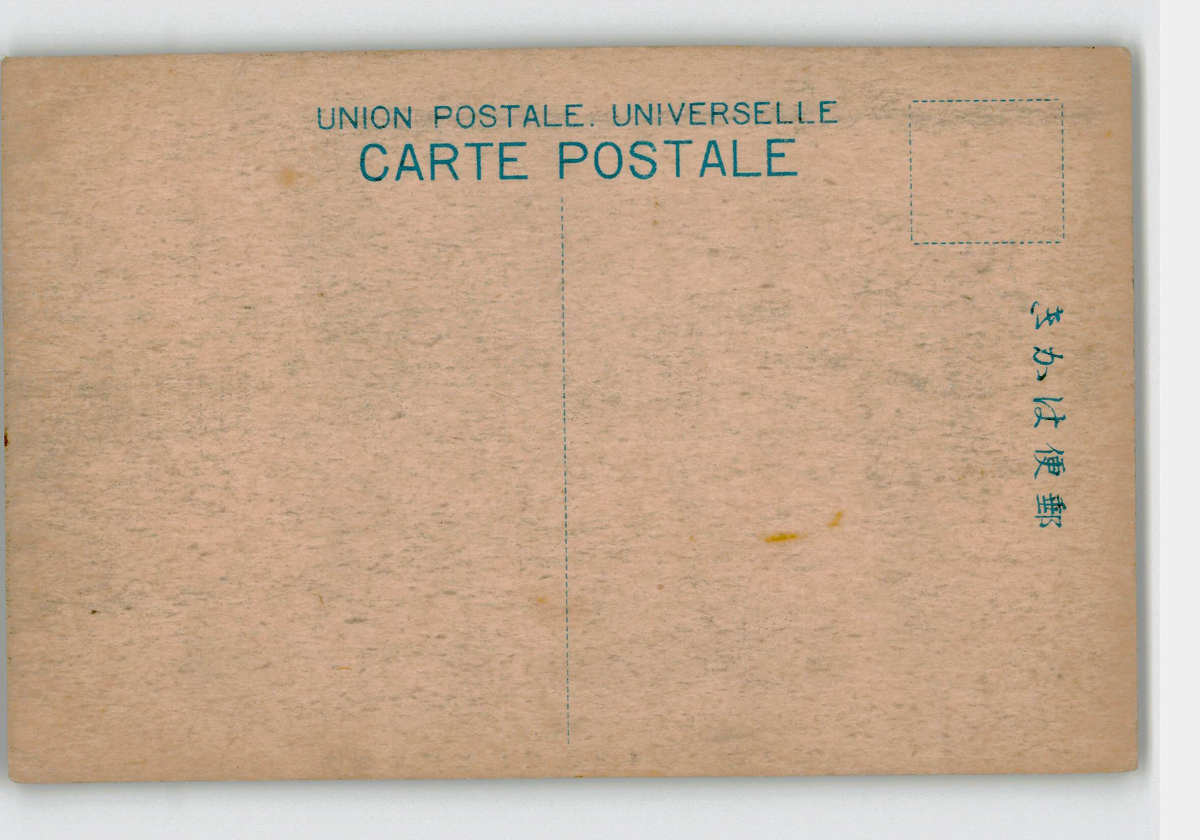 UNION POSTALE. UNIVERSELLE
CARTE POSTALE
郵便はかき